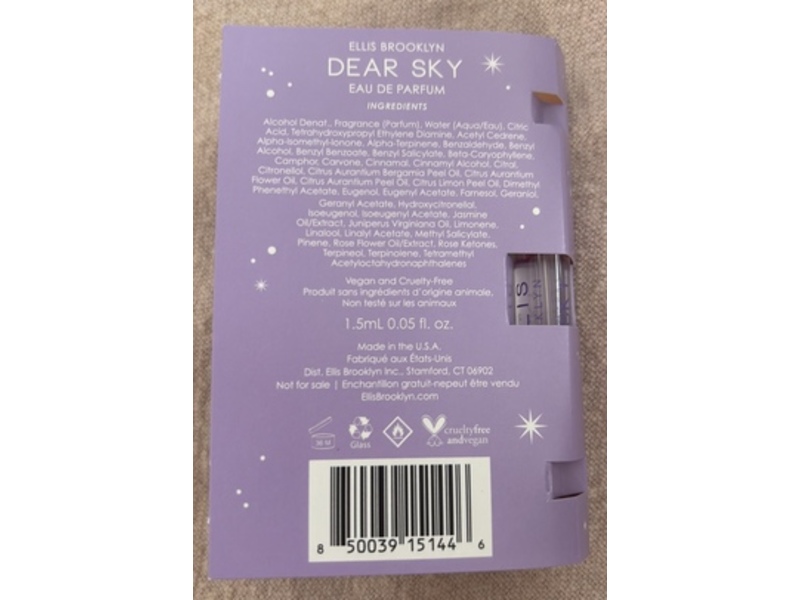 ELLIS BROOKLYN
DEAR SKY
EAU DE PARFUM
INGREDIENTS
Alcohol Denat., Fragrance (Parfum), Water (Aqua/Eau), Citric
Acid, Tetrahydroxypropyl Ethylene Diamine, Acetyl Cedrene,
Alpha-Isomethyl-Ionone, Alpha-Terpinene, Benzaldehyde, Benzyl
Alcohol, Benzyl Benzoate, Benzyl Salicylate, Beta-Caryophyllene,
Camphor, Carvone, Cinnamal, Cinnamyl Alcohol, Citral,
Citronellol, Citrus Aurantium Bergamia Peel Oil, Citrus Aurantium
Flower Oil, Citrus Aurantium Peel Oil, Citrus Limon Peel Oil, Dimethyl
Phenethyl Acetate, Eugenol, Eugenyl Acetate, Farnesol, Geraniol,
Geranyl Acetate, Hydroxycitronellal,
Isoeugenol, Isoeugenyl Acetate, Jasmine
Oil/Extract, Juniperus Virginiana Oil, Limonene,
Linalool, Linalyl Acetate, Methyl Salicylate,
Pinene, Rose Flower Oil/Extract, Rose Ketones,
Terpineol, Terpinolene, Tetramethyl
Acetyloctahydronaphthalenes
Vegan and Cruelty-Free
Produit sans ingrédients d'origine animale.
Non testé sur les animaux
1.5mL 0.05 fl. oz.
Made in the U.S.A.
Fabriqué aux États-Unis
Dist. Ellis Brooklyn Inc., Stamford, CT 06902
Not for sale | Enchantillon gratuit-nepeut être vendu
EllisBrooklyn.com
Glass
crueltyfree
andvegan
8 50039 15144 6